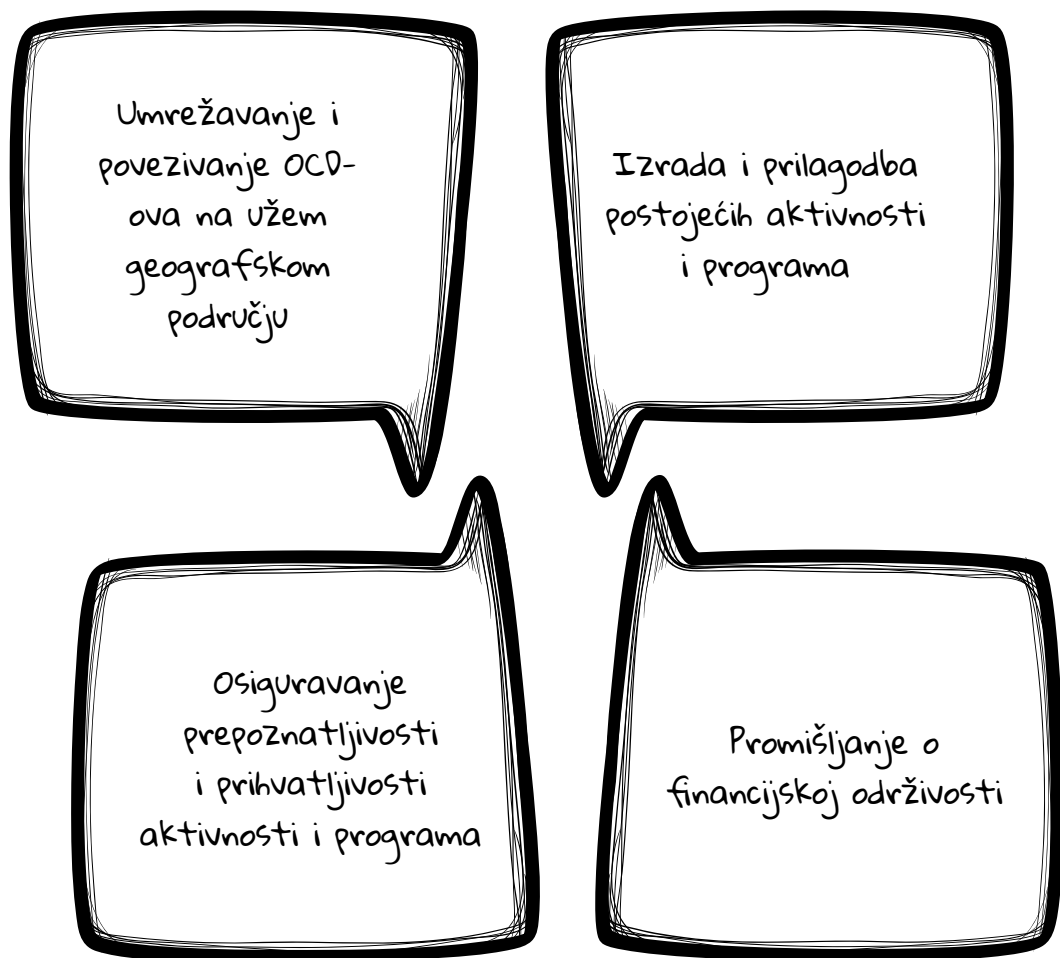 Umrežavanje i
povezivanje OCD-
ova na užem
geografskom
području
Izrada i prilagodba
postojećih aktivnosti
i programa
Osiguravanje
prepoznatljivosti
i prihvatljivosti
aktivnosti i programa
Promišljanje o
financijskoj održivosti